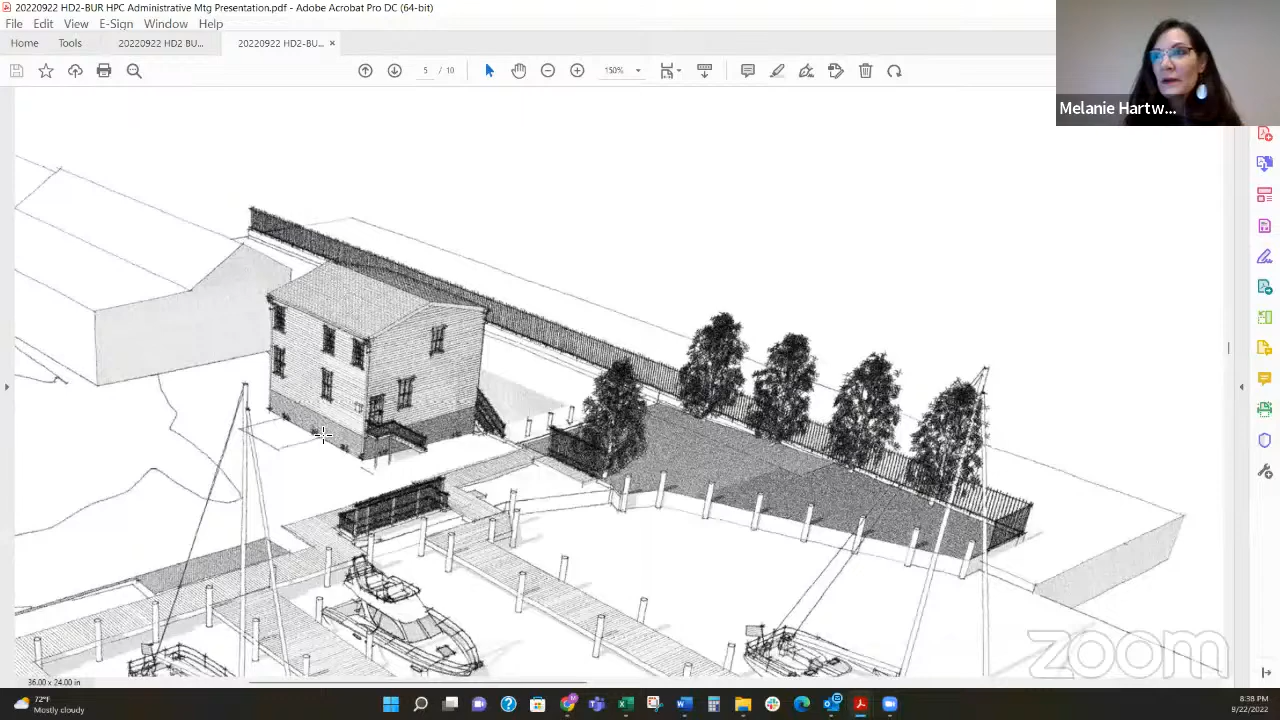 20220922 HD2-BUR HPC Administrative Mtg Presentation.pdf - Adobe Acrobat Pro DC (64-bit)
File Edit View E-Sign Window Help
Home Tools 20220922 HD2 BU... 20220922 HD2-BU... ×
5 / 10 150%
Melanie Hartw...
zoom
36.00 x 24.00 in.
72°F
Mostly cloudy
8:38 PM
9/22/2022